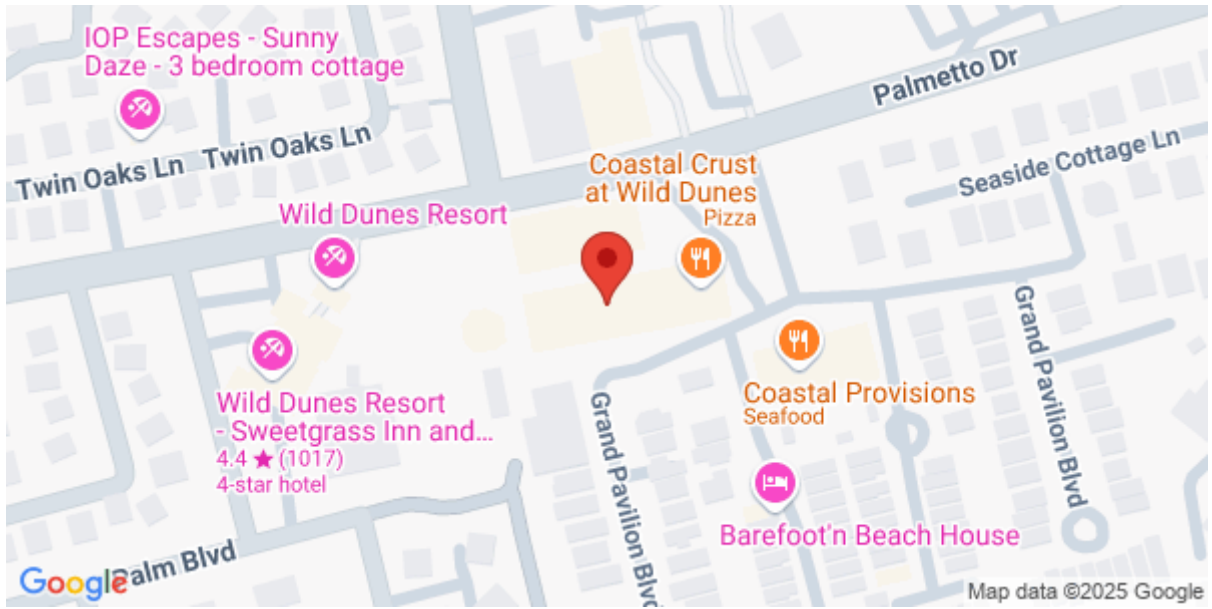 IOP Escapes - Sunny
Daze - 3 bedroom cottage
Palmetto Dr
Twin Oaks Ln
Twin Oaks Ln
Coastal Crust
at Wild Dunes
Pizza
Seaside Cottage Ln
Wild Dunes Resort
Grand Pavilion Blvd
Coastal Provisions
Seafood
Wild Dunes Resort
- Sweetgrass Inn and...
4.4 ★ (1017)
4-star hotel
Grand Pavilion Blvd
Barefoot'n Beach House
Palm Blvd
Google
Map data ©2025 Google